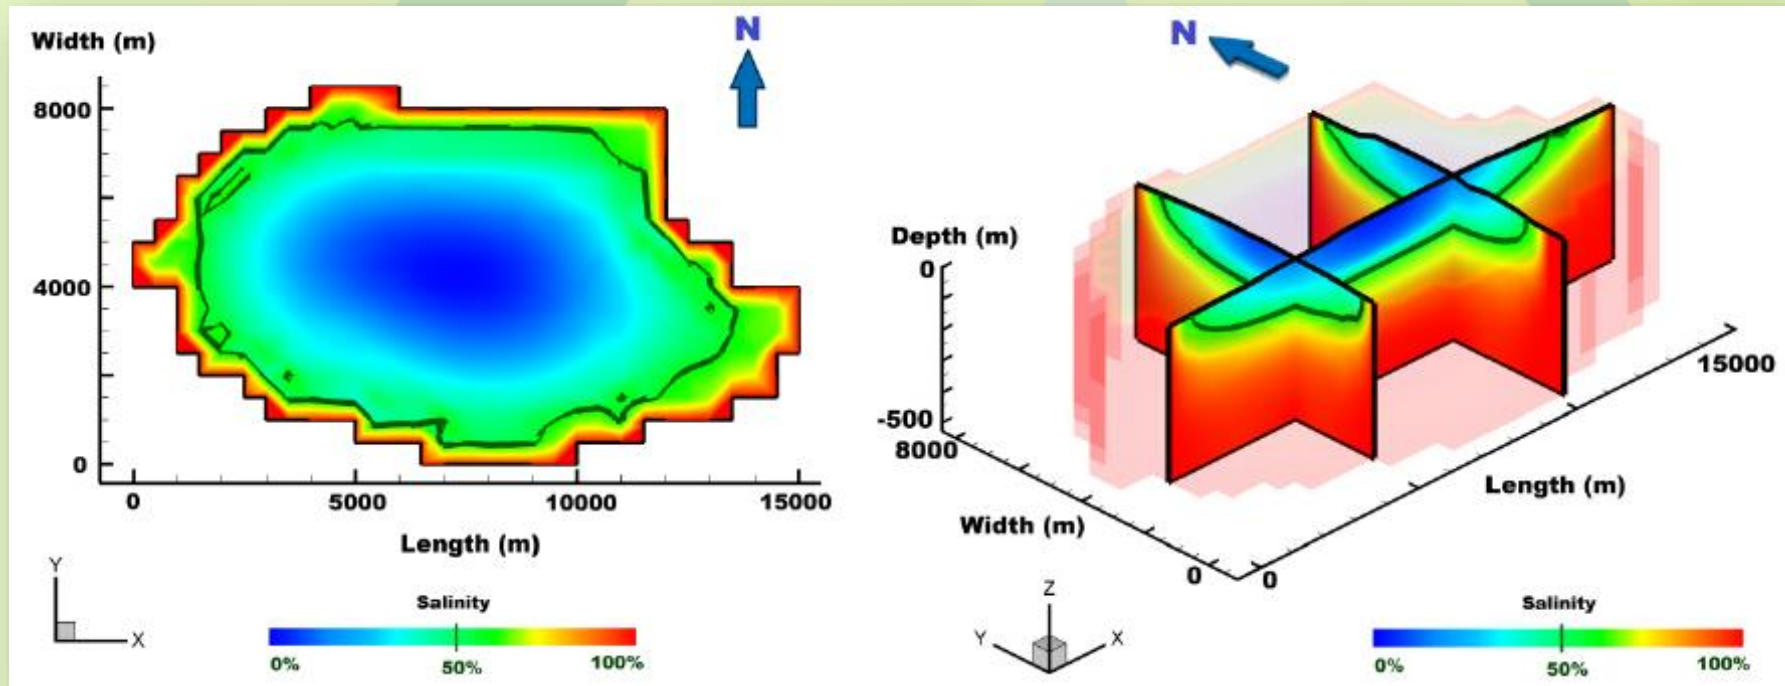 Width (m)
N
8000
4000
0
0 5000 10000 15000
Length (m)
Y
X
Salinity
0% 50% 100%
N
Depth (m)
0
-500
8000
15000
Length (m)
Width (m)
0 0
Z
Y X
Salinity
0% 50% 100%